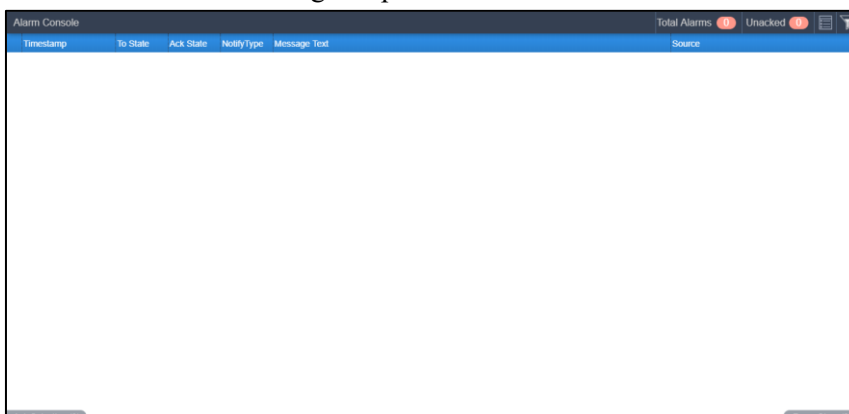 Alarm Console Total Alarms 0 Unacked 0
Timestamp To State Ack State NotifyType Message Text Source